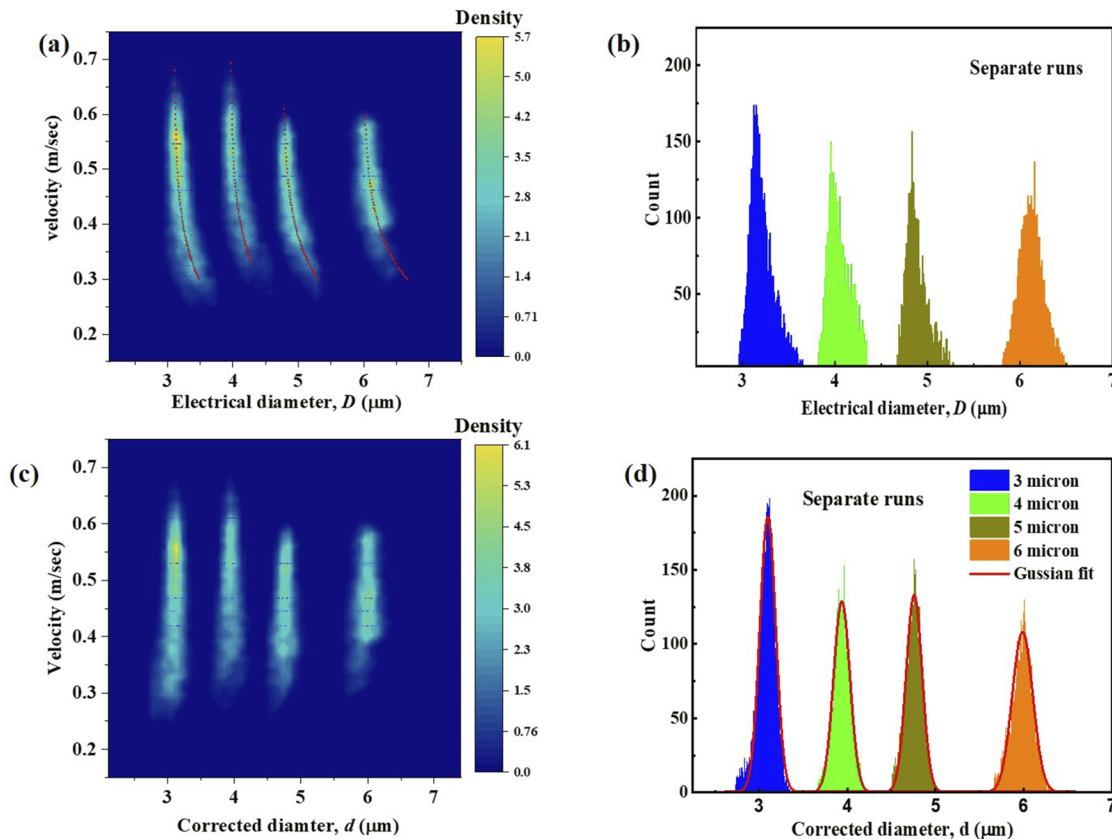 (a)
Density
velocity (m/sec)
0.7
0.6
0.5
0.4
0.3
0.2
3 4 5 6 7
Electrical diameter, D (μm)
5.7
5.0
4.2
3.5
2.8
2.1
1.4
0.71
0.0
(b)
Separate runs
Count
200
150
100
50
3 4 5 6 7
Electrical diameter, D (μm)
(c)
Density
Velocity (m/sec)
0.7
0.6
0.5
0.4
0.3
0.2
3 4 5 6 7
Corrected diamter, d (μm)
6.1
5.3
4.5
3.8
3.0
2.3
1.5
0.76
0.0
(d)
Separate runs
3 micron
4 micron
5 micron
6 micron
Gussian fit
Count
200
150
100
50
0
3 4 5 6 7
Corrected diameter, d (μm)